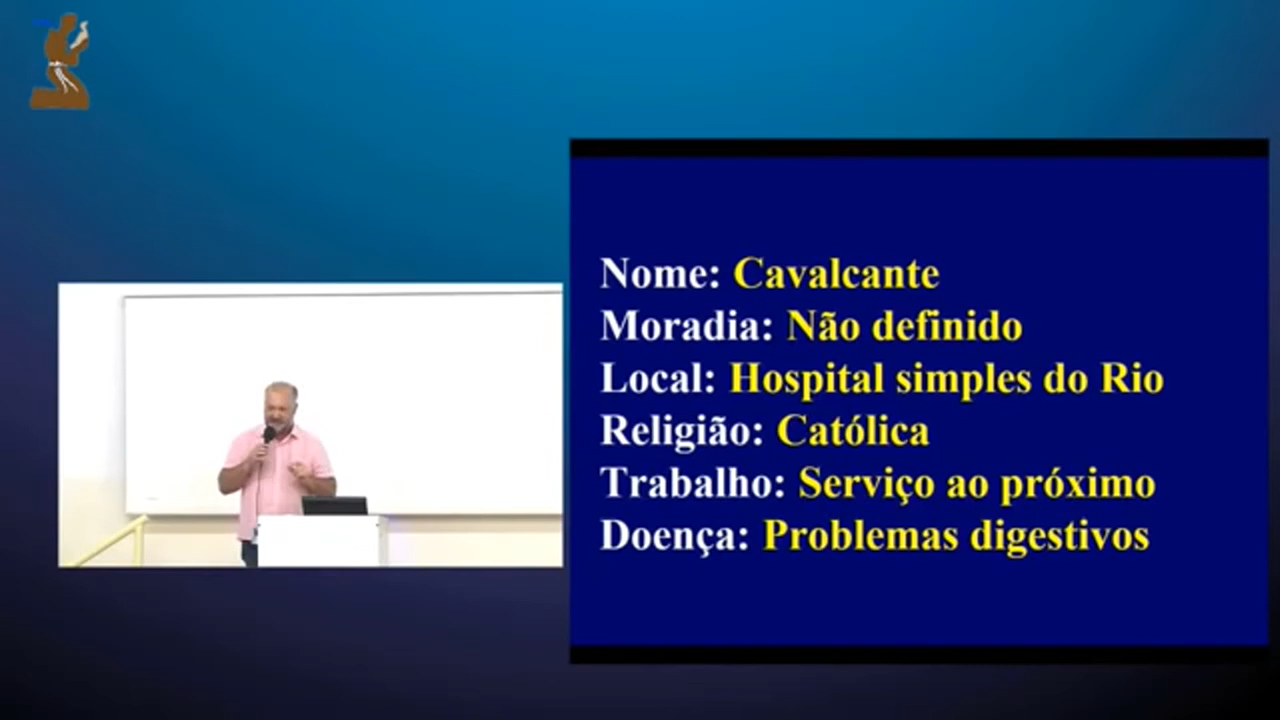 Nome: Cavalcante
Moradia: Não definido
Local: Hospital simples do Rio
Religião: Católica
Trabalho: Serviço ao próximo
Doença: Problemas digestivos